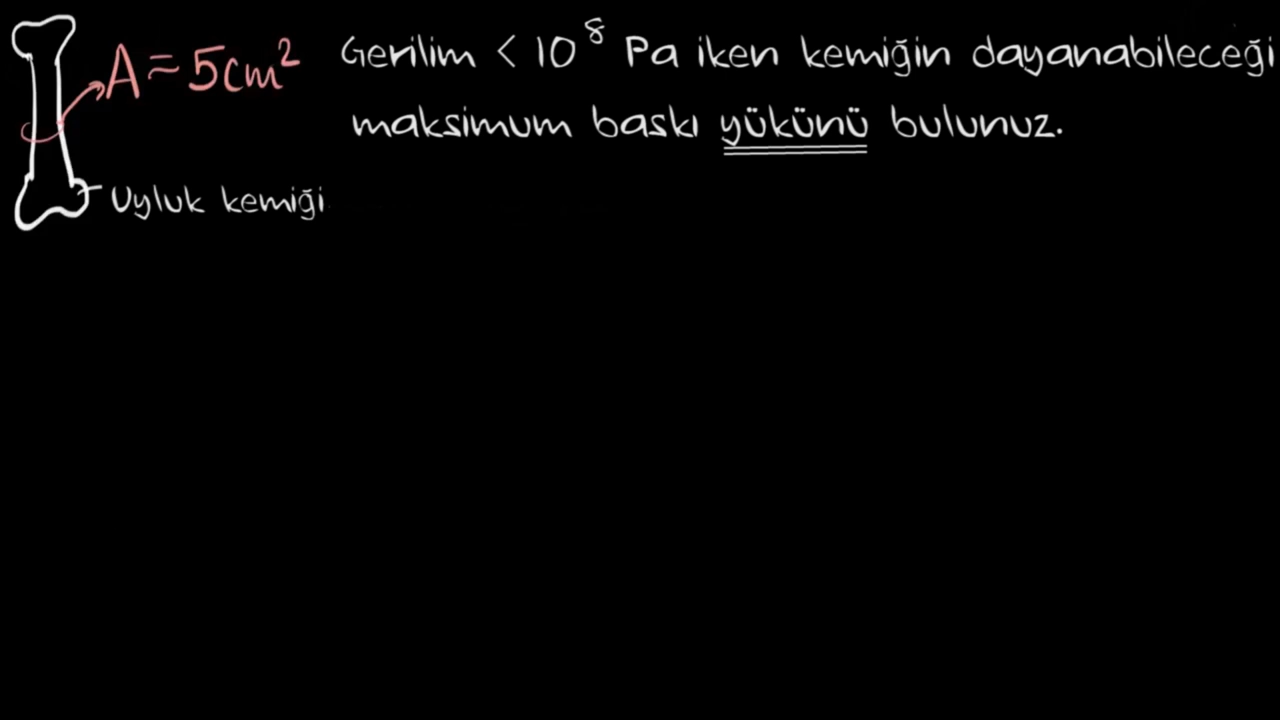 A ≈ 5cm²
Gerilim < 10⁸ Pa iken kemiğin dayanabileceği
maksimum baskı yükünü bulunuz.
Uyluk kemiği